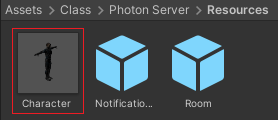 Assets > Class > Photon Server > Resources
Character Notificatio... Room